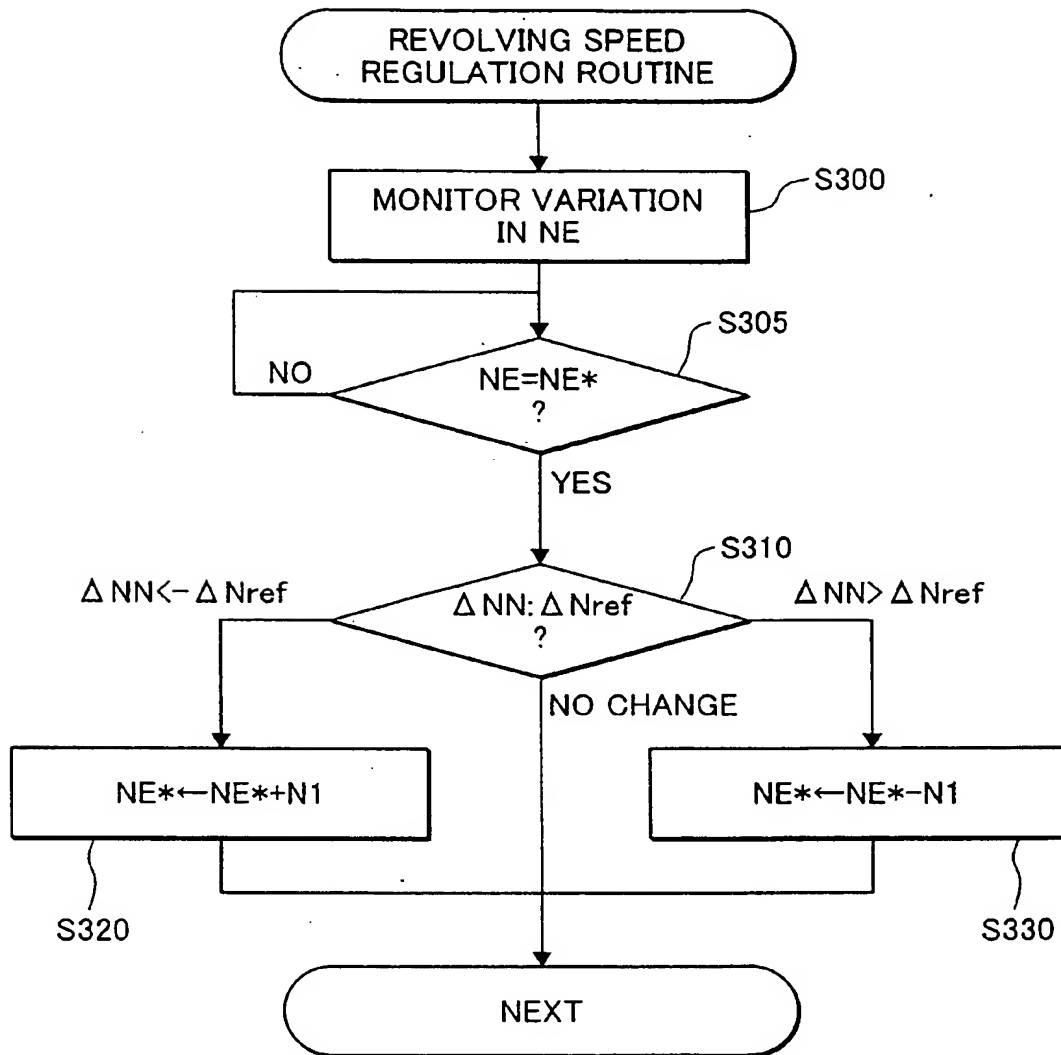 REVOLVING SPEED
REGULATION ROUTINE
MONITOR VARIATION
IN NE
S300
S305
NE=NE*
?
NO
YES
S310
ΔNN<-ΔNref
ΔNN:ΔNref
?
ΔNN>ΔNref
NO CHANGE
NE*←NE*+N1
NE*←NE*-N1
S320
S330
NEXT